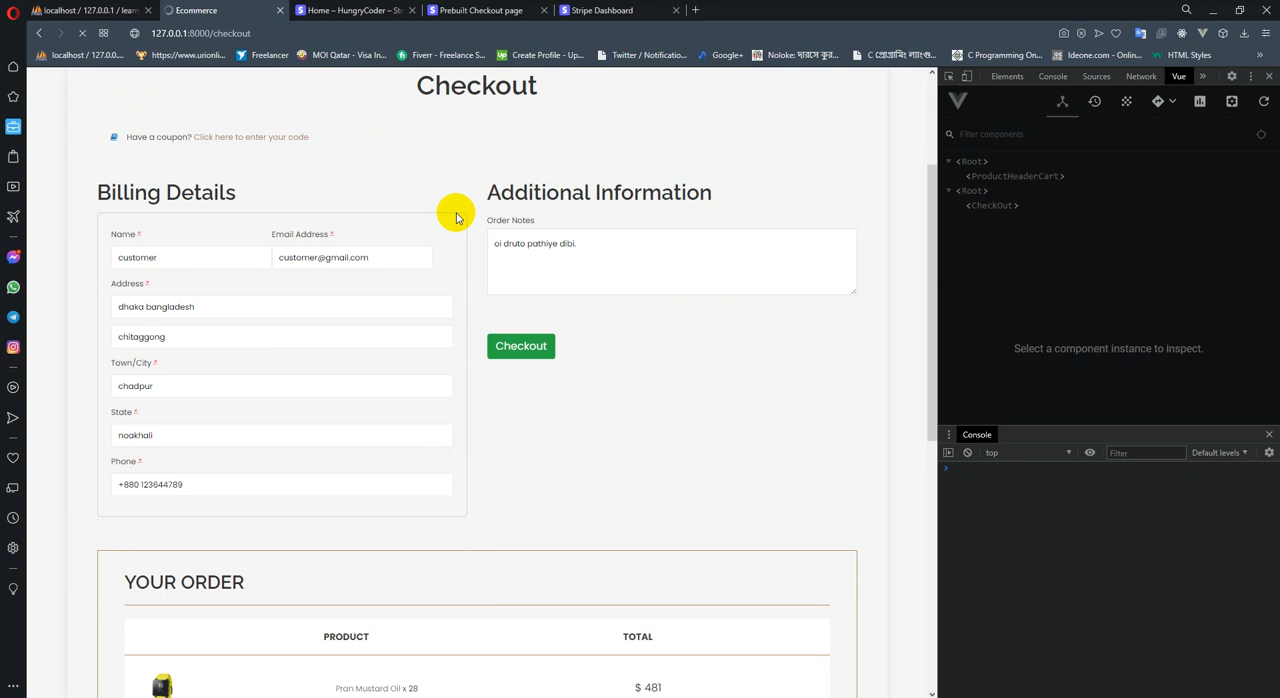 localhost / 127.0.0.1 / learn
Ecommerce
Home – HungryCoder – Str
Prebuilt Checkout page
Stripe Dashboard
127.0.0.1:8000/checkout
localhost / 127.0.0....
https://www.urionli...
Freelancer
MOI Qatar - Visa In...
Fiverr - Freelance S...
Create Profile - Up...
Twitter / Notificatio...
Google+
Noloke: দারসে কুর...
C প্রোগ্রামিং ল্যাংগু...
C Programming On...
Ideone.com - Onlin...
HTML Styles
»
Elements
Console
Sources
Network
Vue
»
Checkout
Have a coupon? Click here to enter your code
Filter components
<Root>
<ProductHeaderCart>
<Root>
<CheckOut>
Billing Details
Additional Information
Name *
Email Address *
Order Notes
customer
customer@gmail.com
oi druto pathiye dibi.
Address *
dhaka bangladesh
chitaggong
Checkout
Select a component instance to inspect.
Town/City *
chadpur
State *
noakhali
Console
top
Filter
Default levels
Phone *
+880 123644789
YOUR ORDER
PRODUCT
TOTAL
Pran Mustard Oil x 28
$ 481